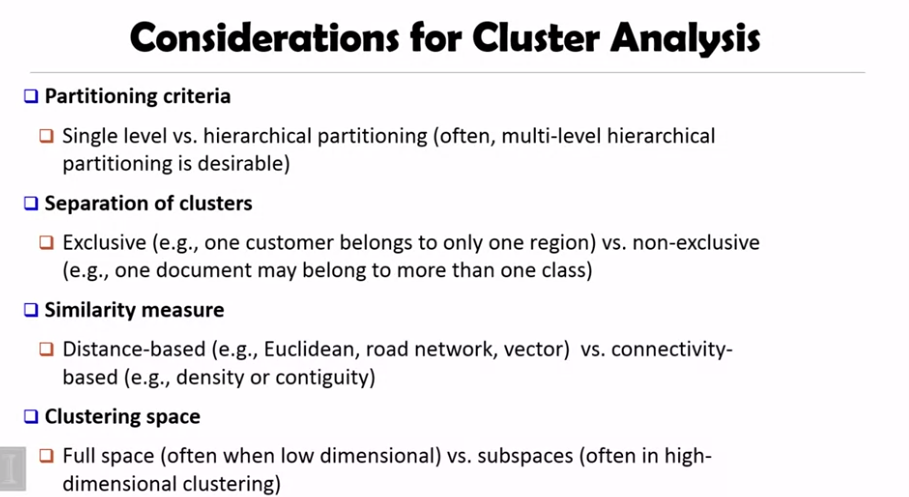 Considerations for Cluster Analysis
Partitioning criteria
Single level vs. hierarchical partitioning (often, multi-level hierarchical
partitioning is desirable)
Separation of clusters
Exclusive (e.g., one customer belongs to only one region) vs. non-exclusive
(e.g., one document may belong to more than one class)
Similarity measure
Distance-based (e.g., Euclidean, road network, vector)  vs. connectivity-
based (e.g., density or contiguity)
Clustering space
Full space (often when low dimensional) vs. subspaces (often in high-
dimensional clustering)
I